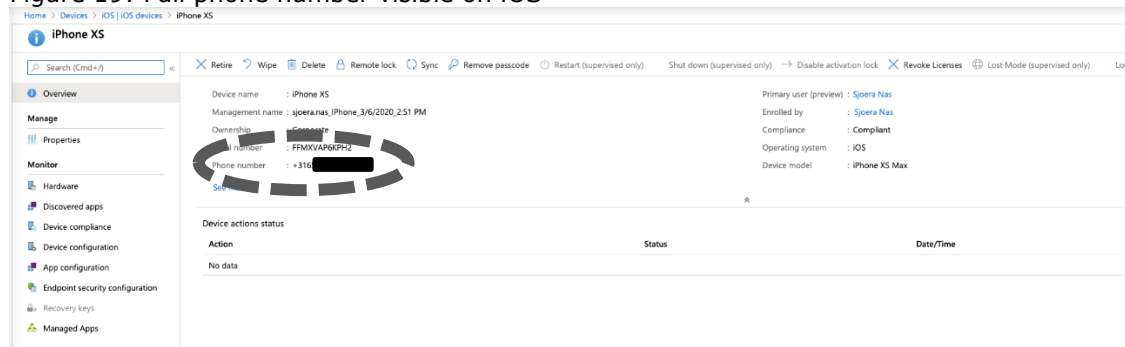 Figure 19: Full phone number visible on iOS
Home > Devices > iOS | iOS devices > iPhone XS
iPhone XS
Search (Cmd+/)
«
Retire Wipe Delete Remote lock Sync Remove passcode Restart (supervised only) Shut down (supervised only) Disable activation lock Revoke Licenses Lost Mode (supervised only) Lo
Overview
Manage
Properties
Monitor
Hardware
Discovered apps
Device compliance
Device configuration
App configuration
Endpoint security configuration
Recovery keys
Managed Apps
Device name : iPhone XS
Management name : sjoera.nas_IPhone_3/6/2020_2:51 PM
Ownership : Corporate
number : FFMXVAP6KPH2
Phone number : +316
See
Primary user (preview) : Sjoera Nas
Enrolled by : Sjoera Nas
Compliance : Compliant
Operating system : iOS
Device model : iPhone XS Max
Device actions status
Action Status Date/Time
No data